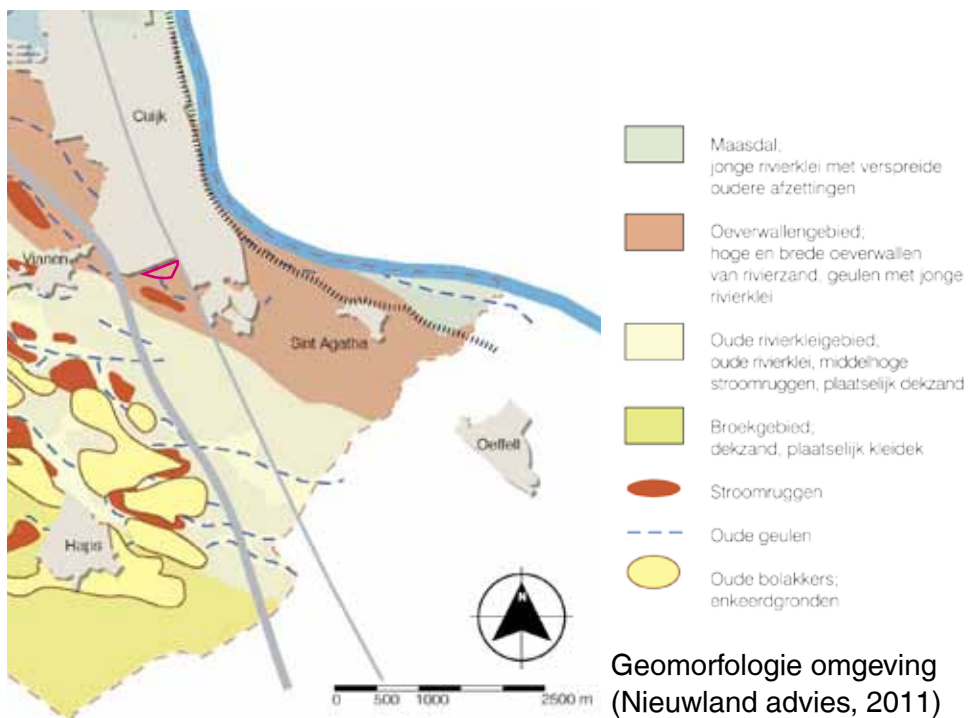 Cuijk
Vianen
Sint Agatha
Oeffelt
Haps
N
0 500 1000 2500 m
Maasdal;
jonge rivierklei met verspreide
oudere afzettingen
Oeverwallengebied;
hoge en brede oeverwallen
van rivierzand, geulen met jonge
rivierklei
Oude rivierkleigebied;
oude rivierklei, middelhoge
stroomruggen, plaatselijk dekzand
Broekgebied;
dekzand, plaatselijk kleidek
Stroomruggen
Oude geulen
Oude bolakkers;
enkeerdgronden
Geomorfologie omgeving
(Nieuwland advies, 2011)